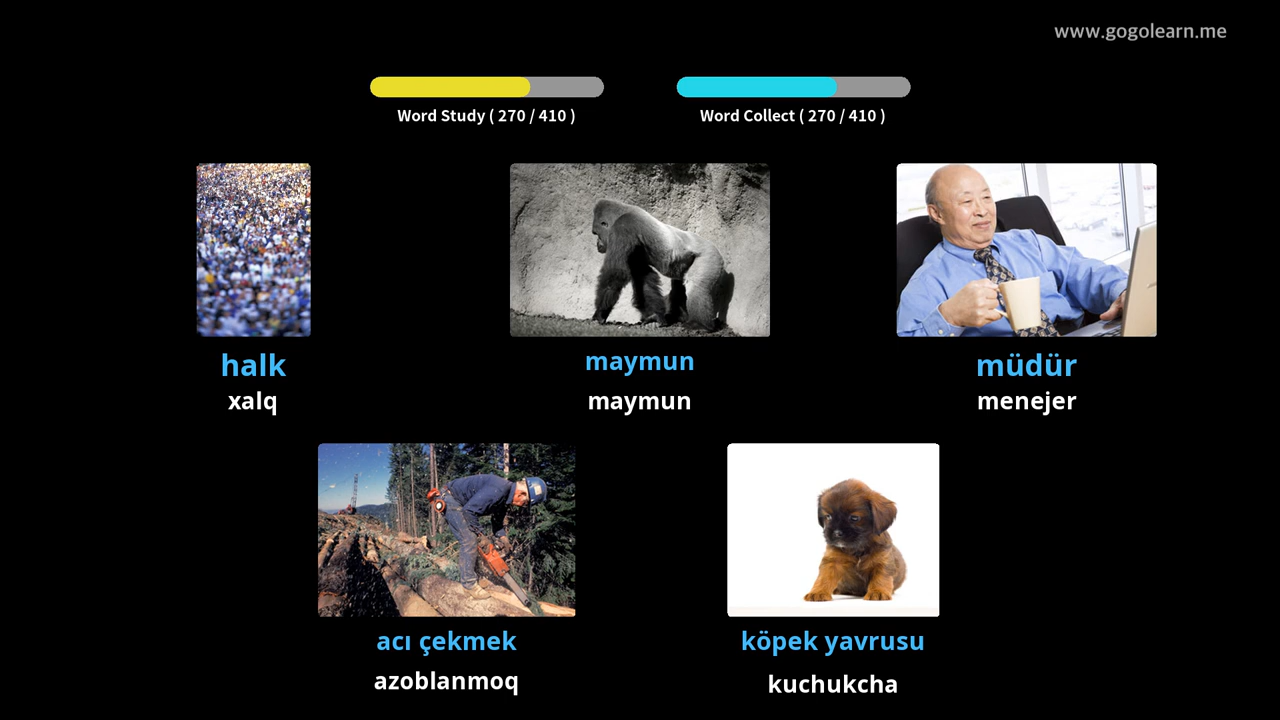 www.gogolearn.me
Word Study ( 270 / 410 )
Word Collect ( 270 / 410 )
halk
xalq
maymun
maymun
müdür
menejer
acı çekmek
azoblanmoq
köpek yavrusu
kuchukcha